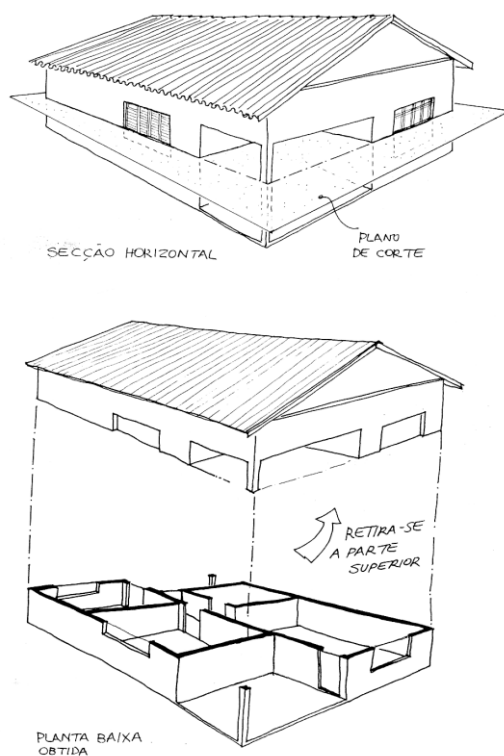 SECÇÃO HORIZONTAL
PLANO
DE CORTE
RETIRA-SE
A PARTE
SUPERIOR
PLANTA BAIXA
OBTIDA